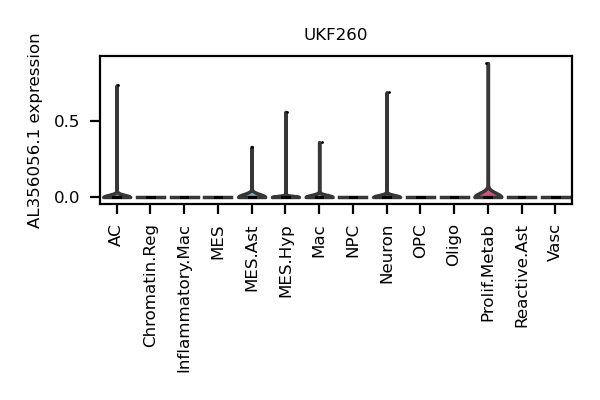 UKF260
AL356056.1 expression
0.5
0.0
AC
Chromatin.Reg
Inflammatory.Mac
MES
MES.Ast
MES.Hyp
Mac
NPC
Neuron
OPC
Oligo
Prolif.Metab
Reactive.Ast
Vasc